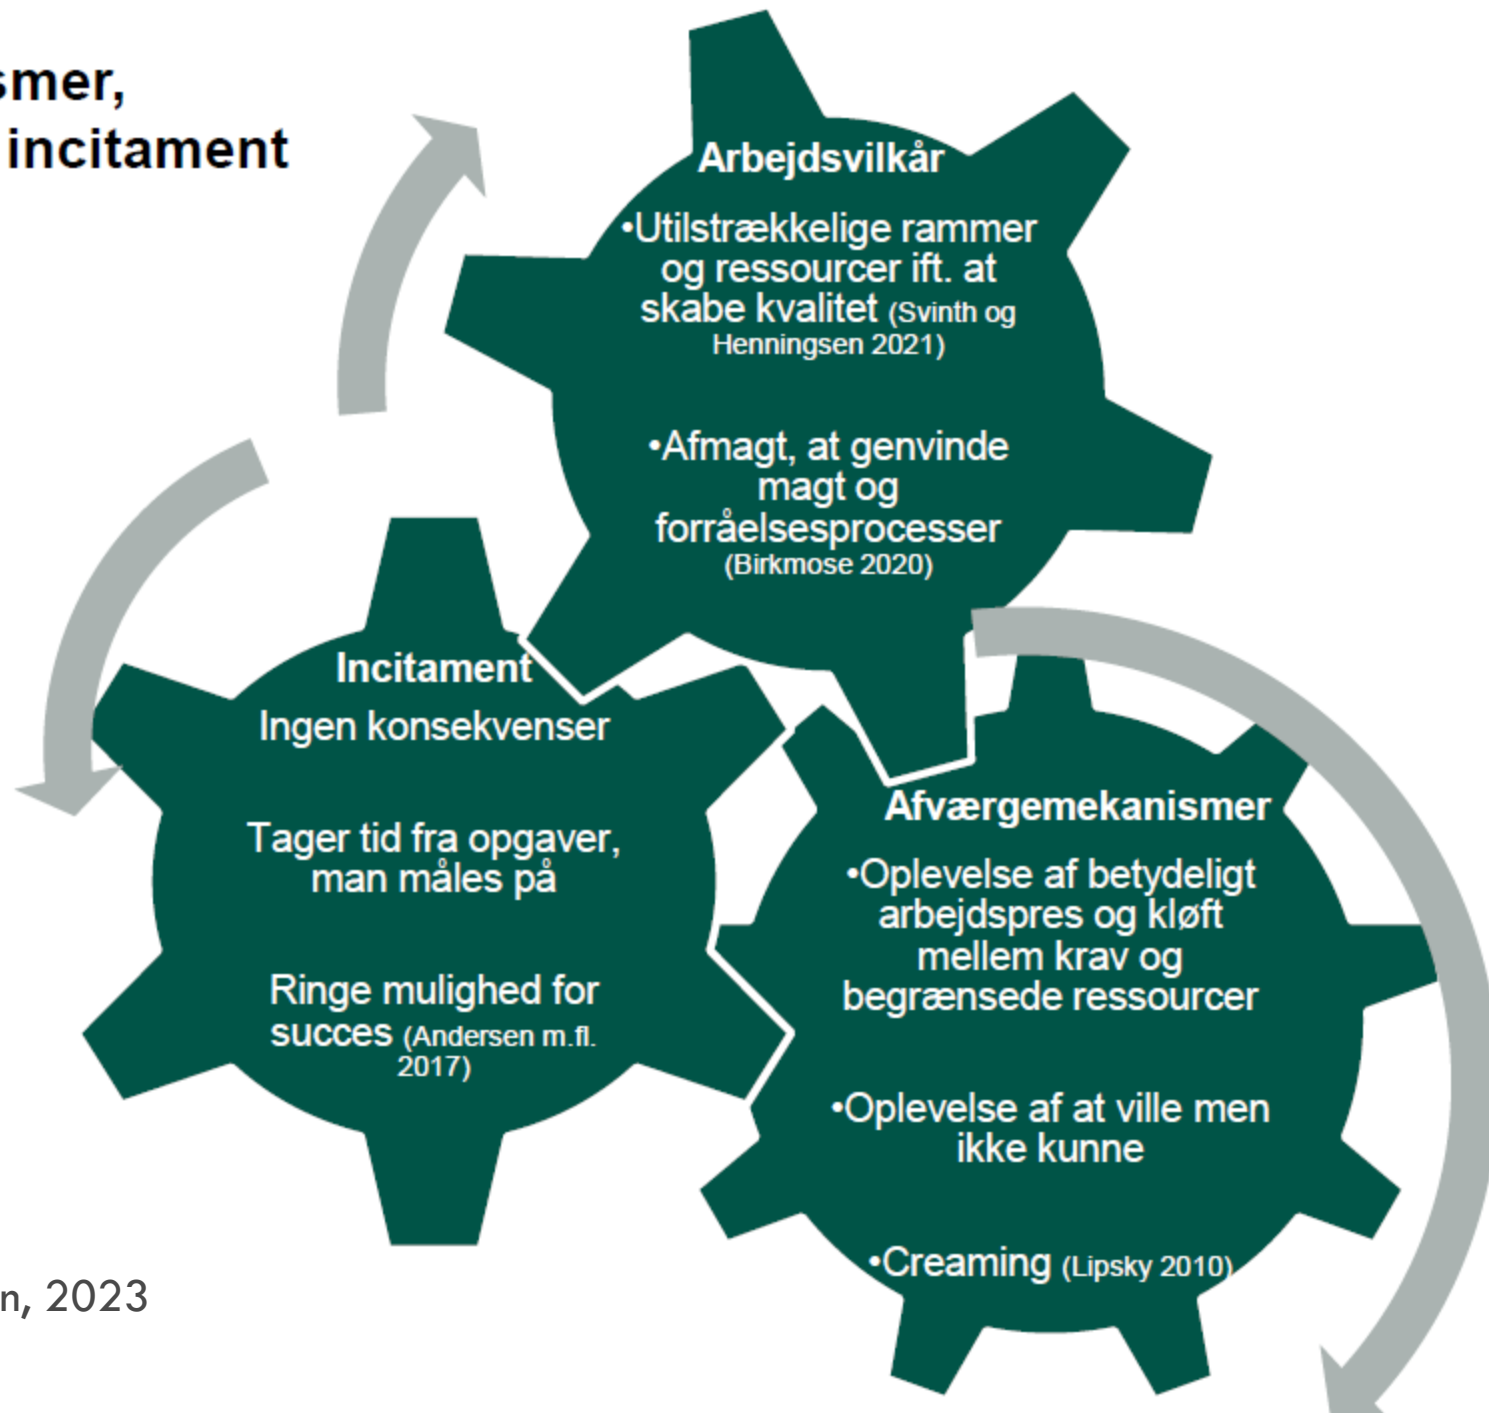 smer,
incitament
Arbejdsvilkår
•Utilstrækkelige rammer
og ressourcer ift. at
skabe kvalitet (Svinth og
Henningsen 2021)
•Afmagt, at genvinde
magt og
forråelsesprocesser
(Birkmose 2020)
Incitament
Ingen konsekvenser
Tager tid fra opgaver,
man måles på
Ringe mulighed for
succes (Andersen m.fl.
2017)
Afværgemekanismer
•Oplevelse af betydeligt
arbejdspres og kløft
mellem krav og
begrænsede ressourcer
•Oplevelse af at ville men
ikke kunne
•Creaming (Lipsky 2010)
n, 2023